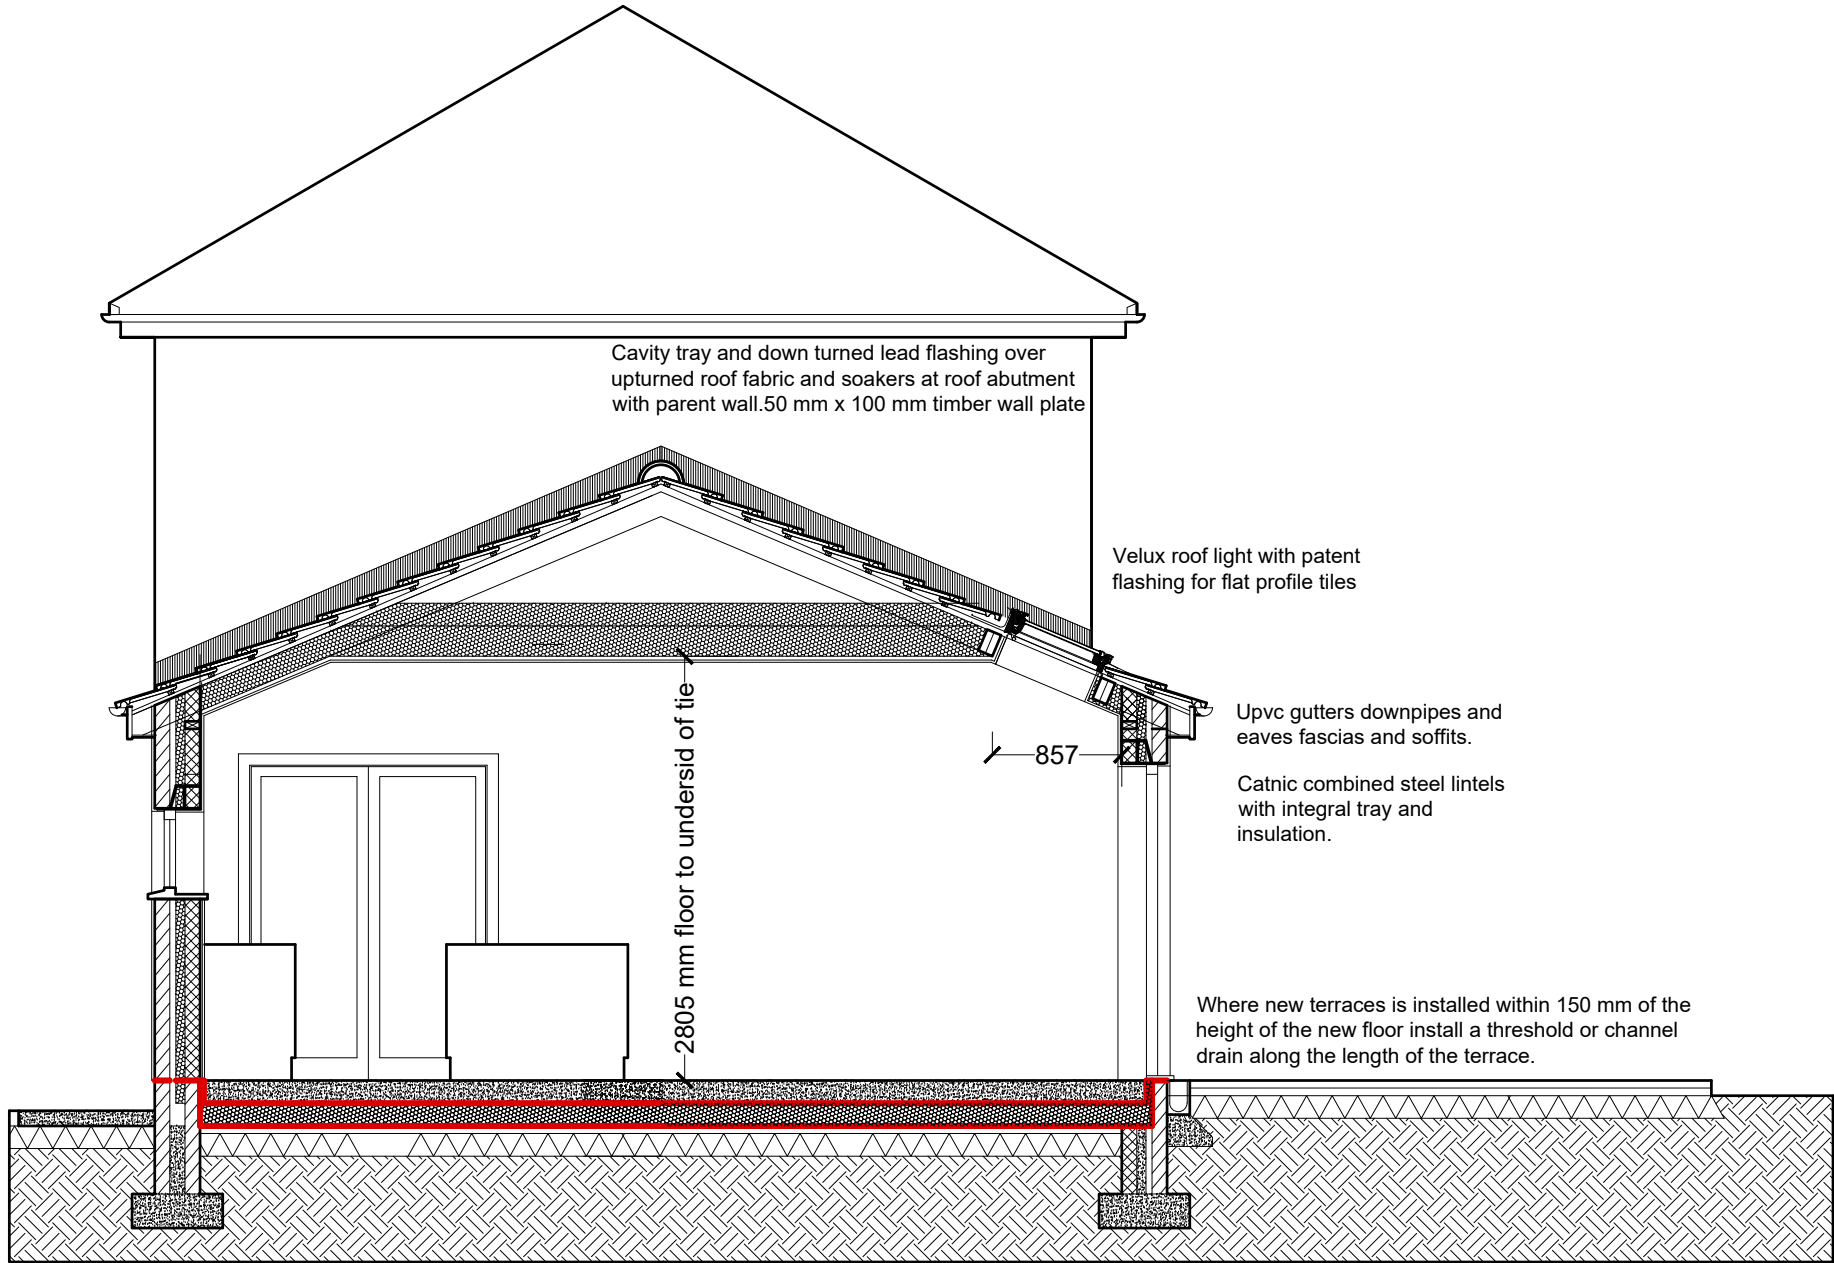 Cavity tray and down turned lead flashing over
upturned roof fabric and soakers at roof abutment
with parent wall.50 mm x 100 mm timber wall plate
Velux roof light with patent
flashing for flat profile tiles
2805 mm floor to undersid of tie
857
Upvc gutters downpipes and
eaves fascias and soffits.
Catnic combined steel lintels
with integral tray and
insulation.
Where new terraces is installed within 150 mm of the
height of the new floor install a threshold or channel
drain along the length of the terrace.